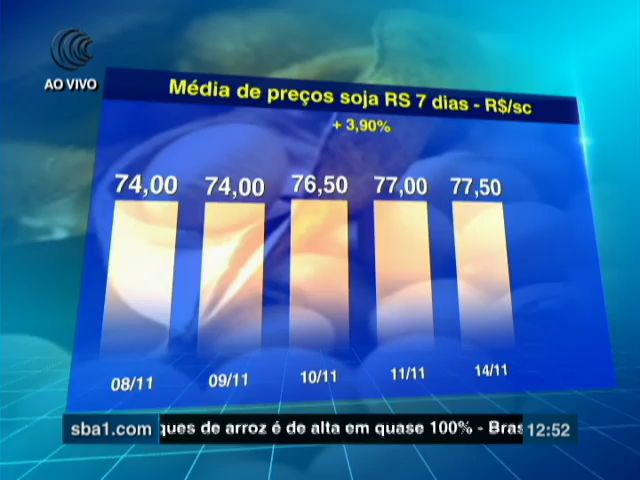 AO VIVO
Média de preços soja RS 7 dias - R$/sc
+ 3,90%
74,00 74,00 76,50 77,00 77,50
08/11 09/11 10/11 11/11 14/11
sba1.com ques de arroz é de alta em quase 100% - Bras 12:52